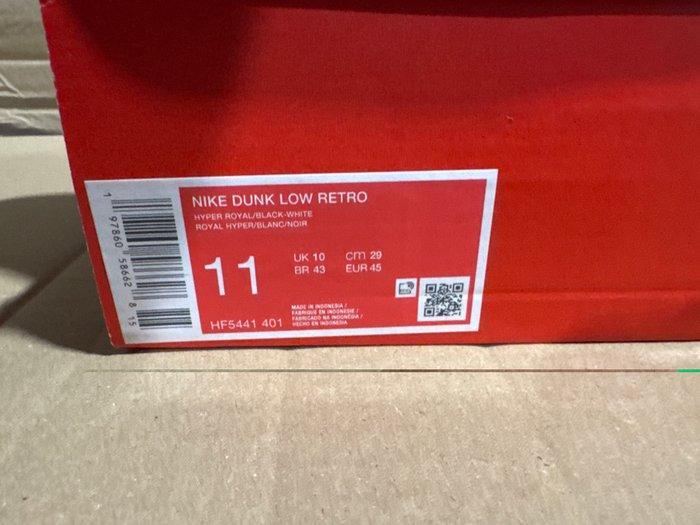 NIKE DUNK LOW RETRO
HYPER ROYAL/BLACK-WHITE
ROYAL HYPER/BLANC/NOIR
11
UK 10 cm 29
BR 43 EUR 45
HF5441 401
MADE IN INDONESIA /
FABRIQUE EN INDONESIE /
FABRICADO NA INDONÉSIA /
HECHO EN INDONESIA
1 97860 58662 8 15